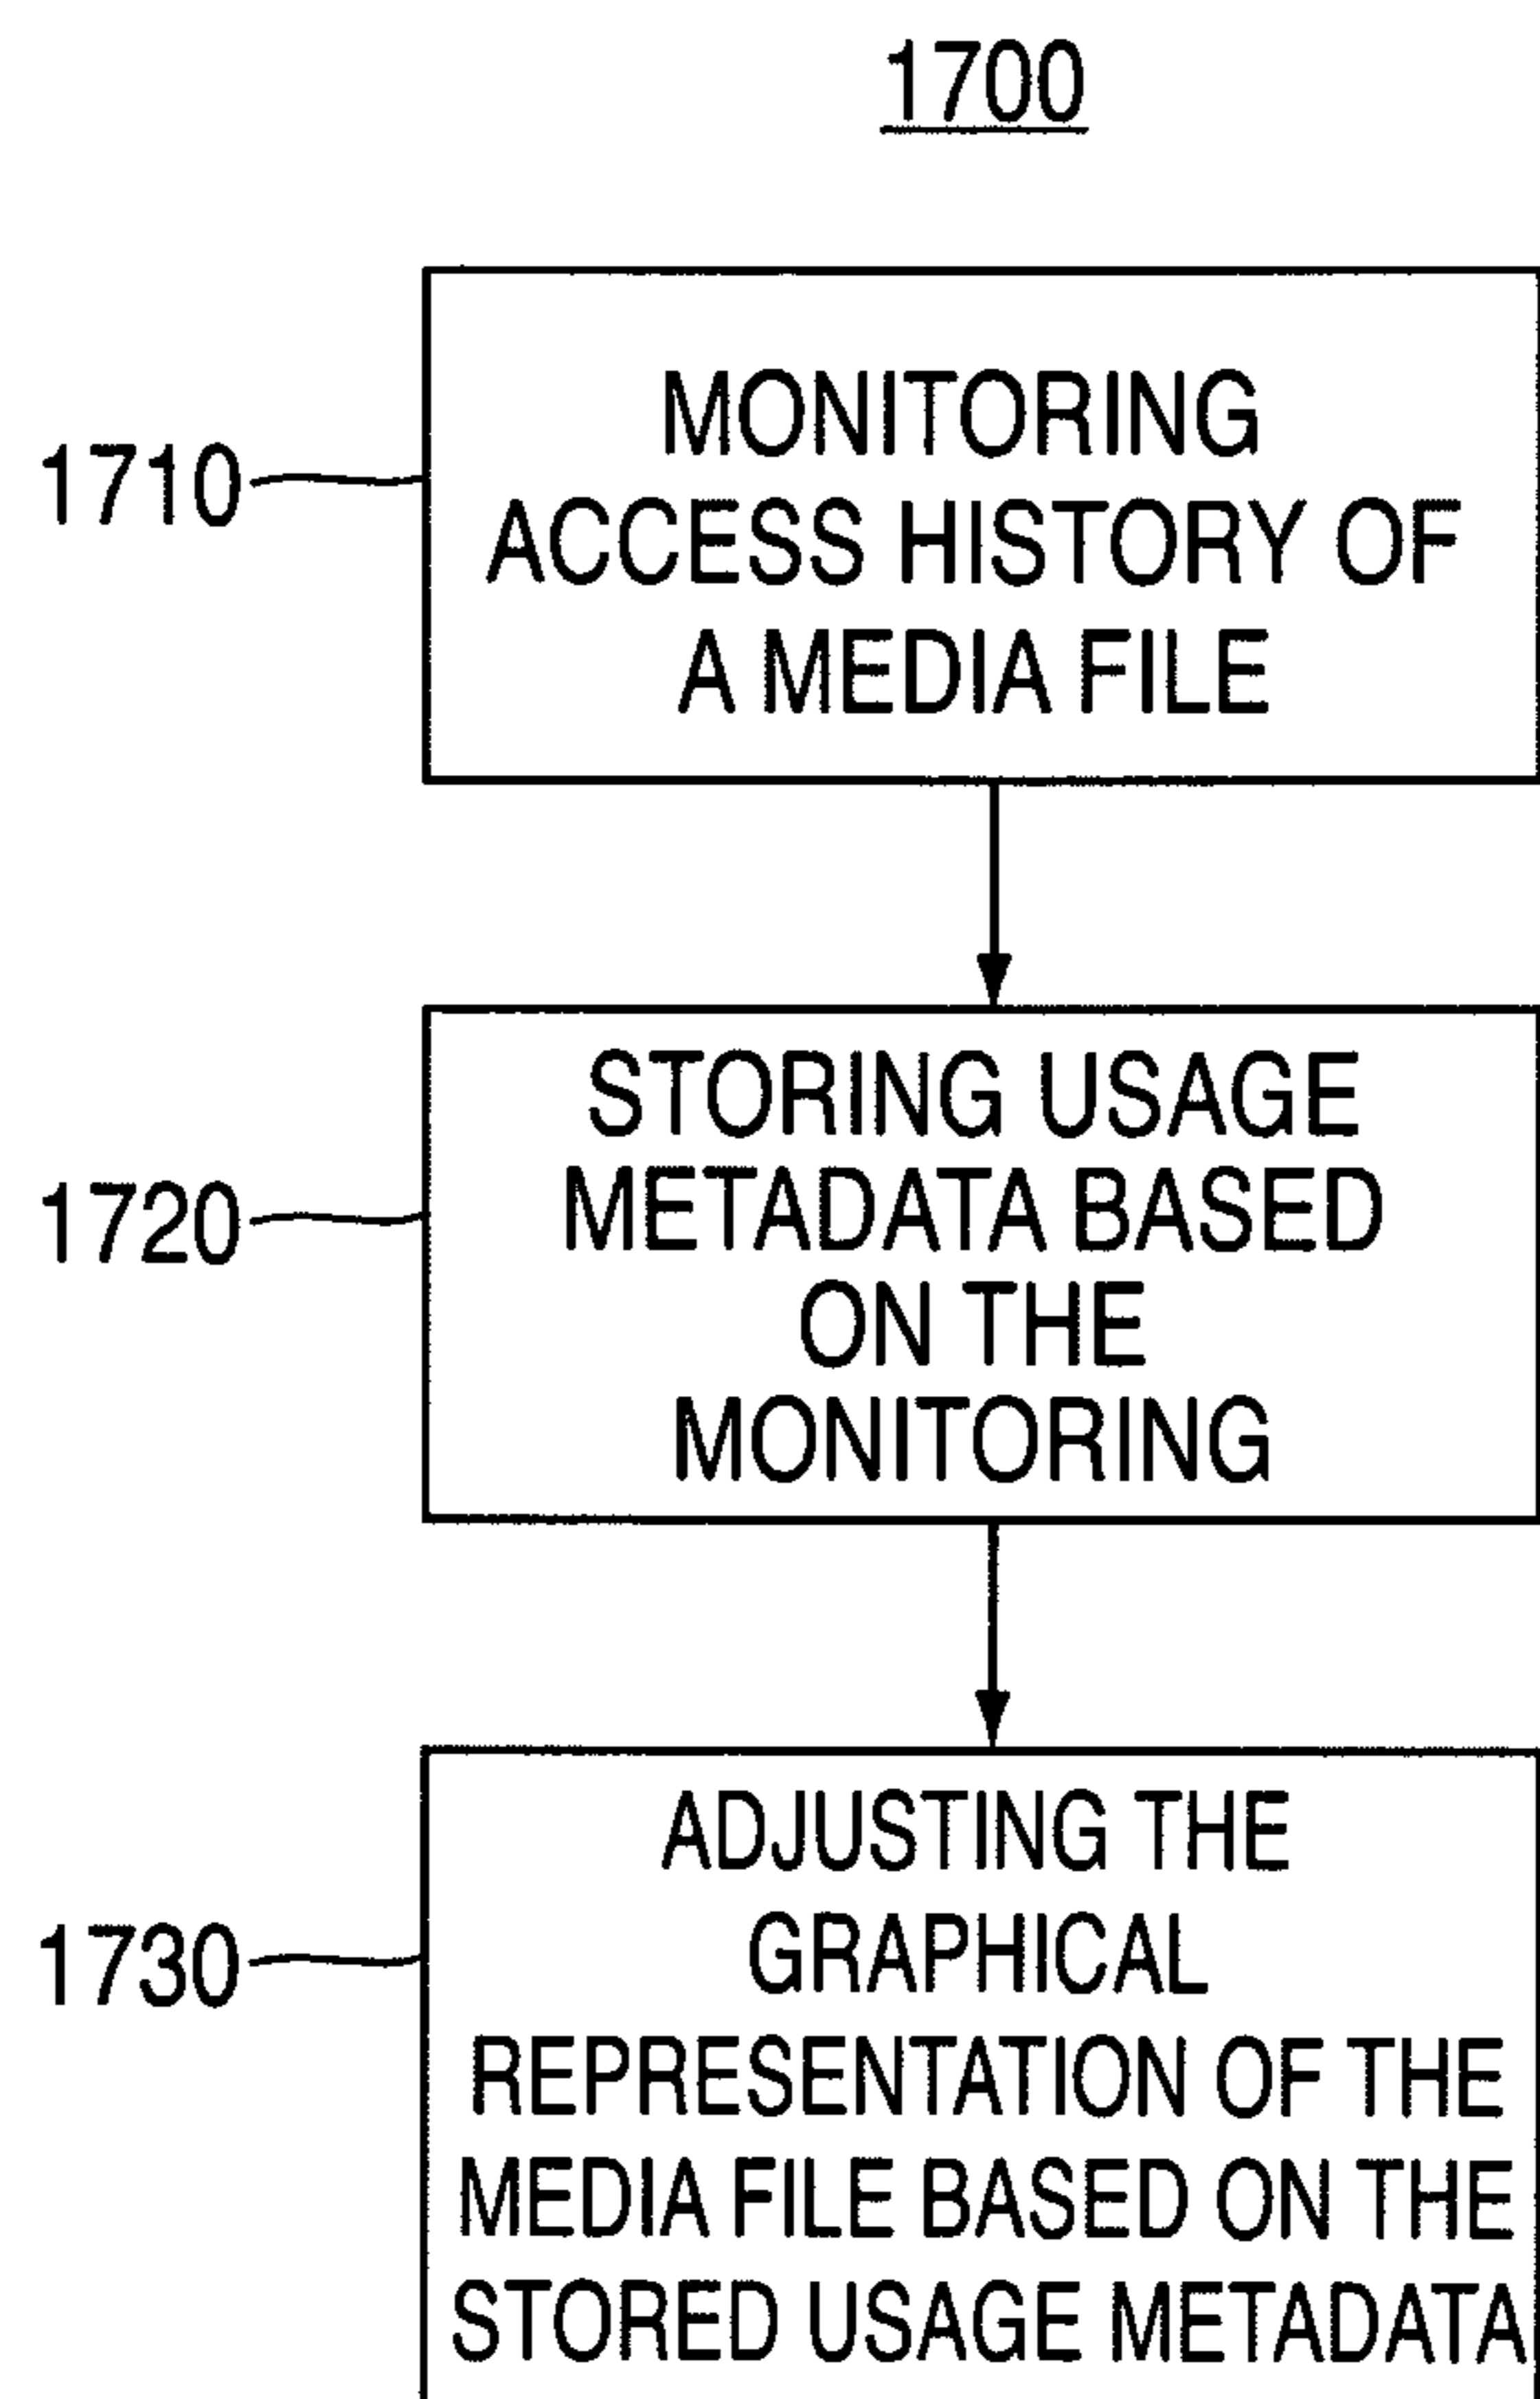 1700
1710
MONITORING
ACCESS HISTORY OF
A MEDIA FILE
1720
STORING USAGE
METADATA BASED
ON THE
MONITORING
1730
ADJUSTING THE
GRAPHICAL
REPRESENTATION OF THE
MEDIA FILE BASED ON THE
STORED USAGE METADATA